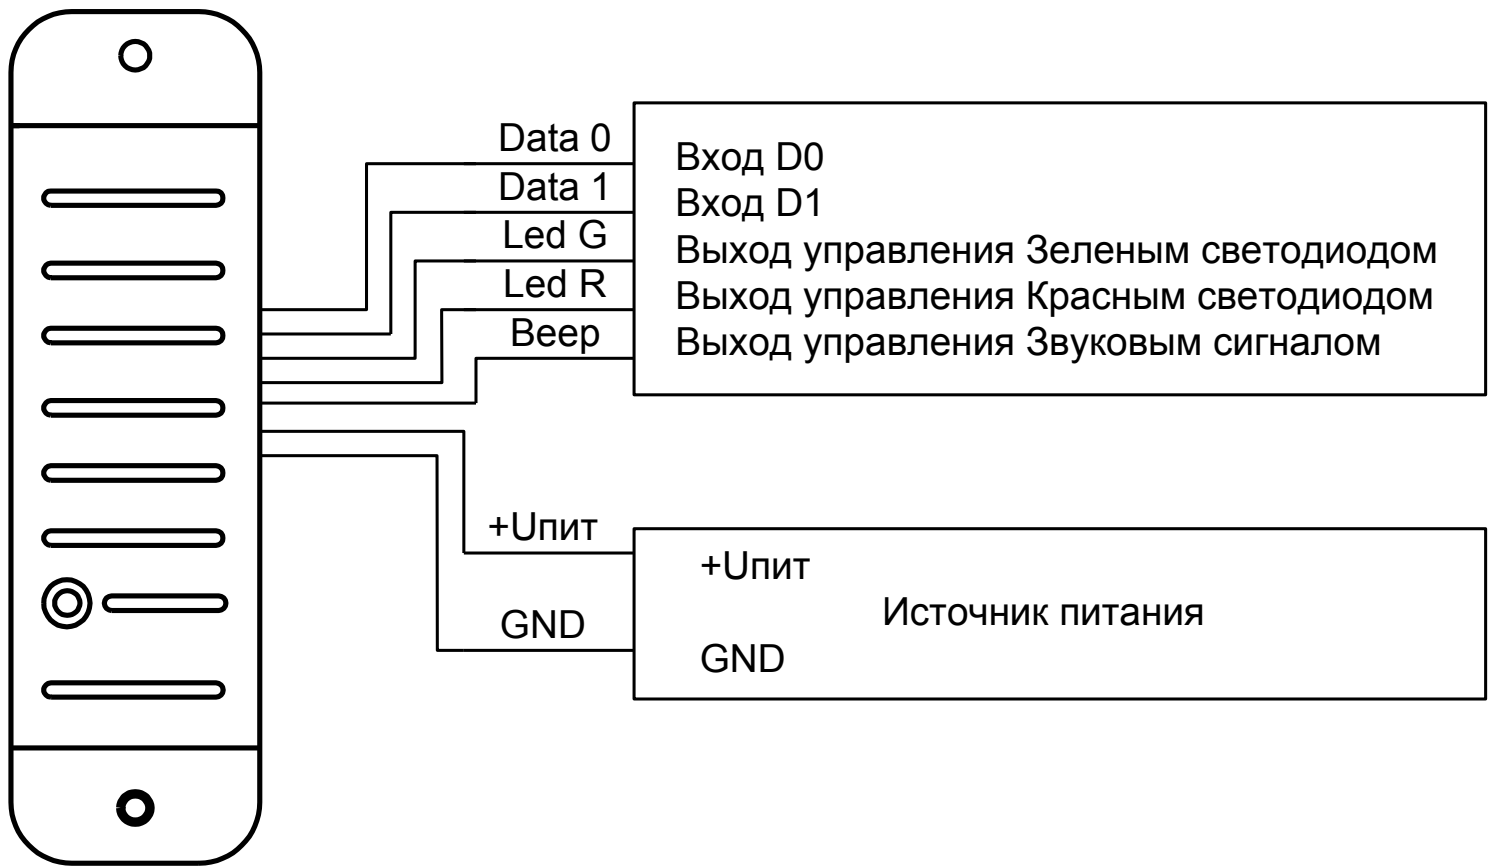 Data 0
Вход D0
Data 1
Вход D1
Led G
Выход управления Зеленым светодиодом
Led R
Выход управления Красным светодиодом
Beep
Выход управления Звуковым сигналом
+Uпит
+Uпит
Источник питания
GND
GND